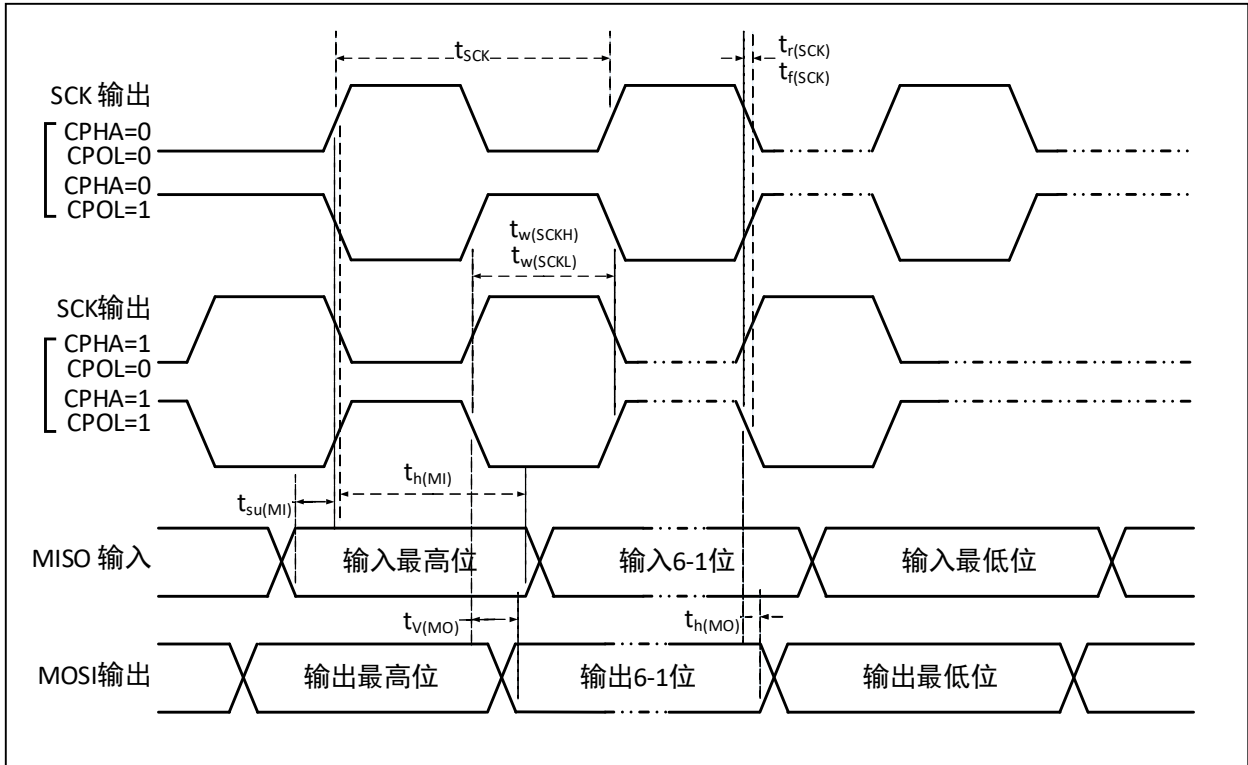 tSCK
tr(SCK)
tf(SCK)
SCK 输出
CPHA=0
CPOL=0
CPHA=0
CPOL=1
tw(SCKH)
tw(SCKL)
SCK输出
CPHA=1
CPOL=0
CPHA=1
CPOL=1
th(MI)
tsu(MI)
MISO 输入
输入最高位
输入6-1位
输入最低位
tV(MO)
th(MO)
MOSI输出
输出最高位
输出6-1位
输出最低位